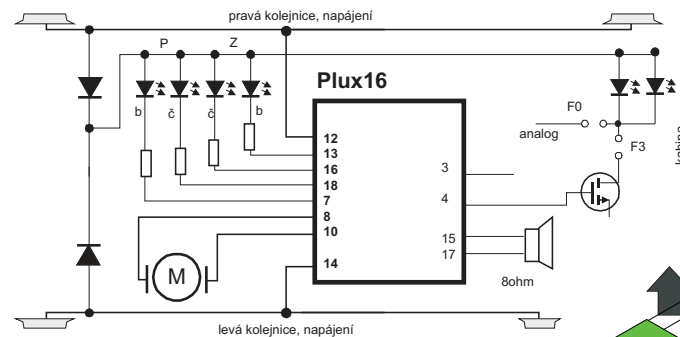 pravá kolejnice, napájení
P Z
Plux16
b č č b
F0
analog
F3
kabina
12
13
16
18
7
8
10
14
3
4
15
17
M
8ohm
levá kolejnice, napájení